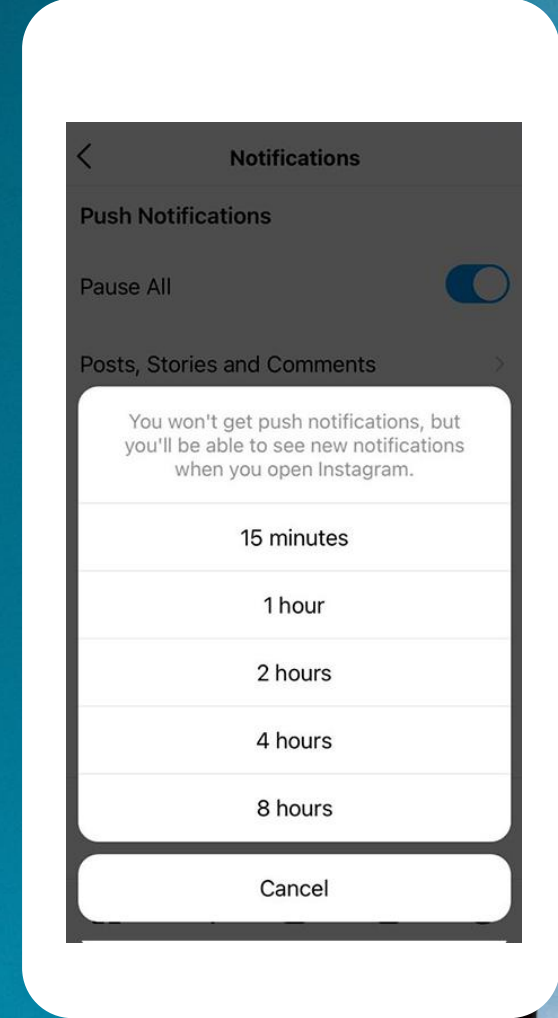 Notifications
Push Notifications
Pause All
Posts, Stories and Comments
You won't get push notifications, but
you'll be able to see new notifications
when you open Instagram.
15 minutes
1 hour
2 hours
4 hours
8 hours
Cancel